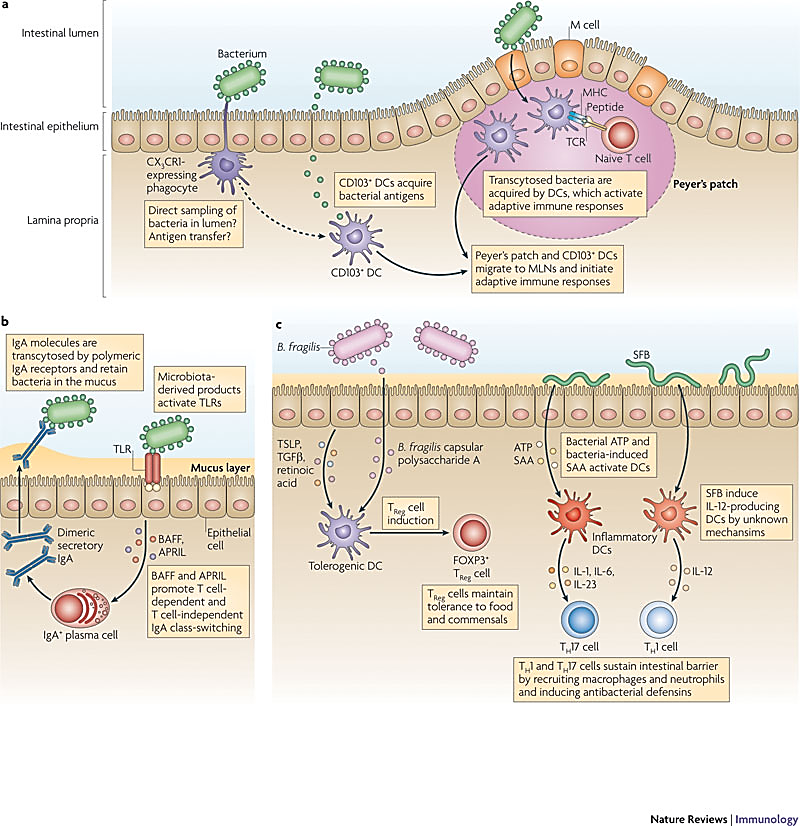 a
Intestinal lumen
Bacterium
M cell
MHC
Peptide
TCR
Naive T cell
Intestinal epithelium
CX₃CR1-
expressing
phagocyte
CD103⁺ DCs acquire
bacterial antigens
Transcytosed bacteria are
acquired by DCs, which activate
adaptive immune responses
Peyer's patch
Lamina propria
Direct sampling of
bacteria in lumen?
Antigen transfer?
CD103⁺ DC
Peyer's patch and CD103⁺ DCs
migrate to MLNs and initiate
adaptive immune responses
b
IgA molecules are
transcytosed by polymeric
IgA receptors and retain
bacteria in the mucus
Microbiota-
derived products
activate TLRs
TLR
Mucus layer
Dimeric
secretory
IgA
BAFF,
APRIL
Epithelial
cell
BAFF and APRIL
promote T cell-
dependent and
T cell-independent
IgA class-switching
IgA⁺ plasma cell
c
B. fragilis
SFB
TSLP,
TGFβ,
retinoic
acid
B. fragilis capsular
polysaccharide A
ATP
SAA
Bacterial ATP and
bacteria-induced
SAA activate DCs
Tolerogenic DC
T_Reg cell
induction
FOXP3⁺
T_Reg cell
T_Reg cells maintain
tolerance to food
and commensals
Inflammatory
DCs
SFB induce
IL-12-producing
DCs by unknown
mechansims
IL-1, IL-6,
IL-23
IL-12
T_H17 cell
T_H1 cell
T_H1 and T_H17 cells sustain intestinal barrier
by recruiting macrophages and neutrophils
and inducing antibacterial defensins
Nature Reviews | Immunology